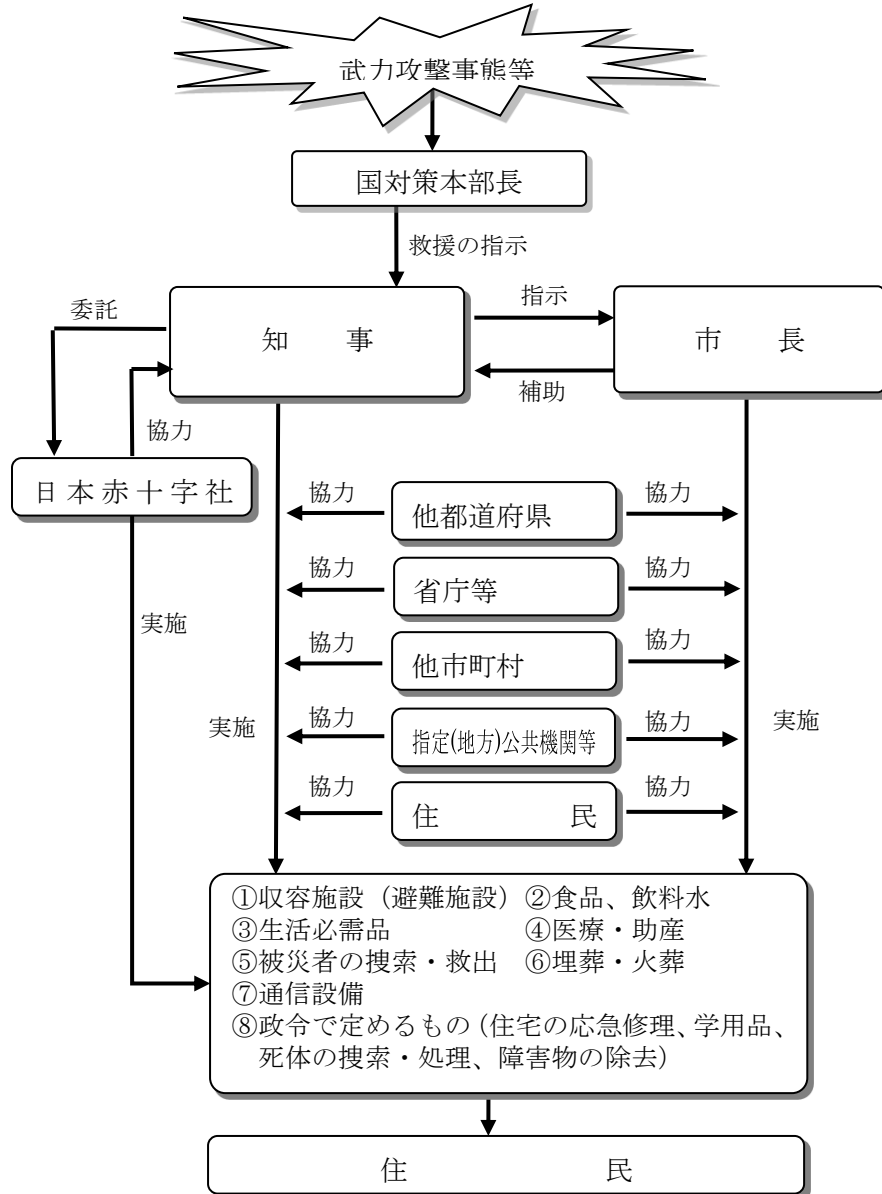 武力攻撃事態等
国対策本部長
救援の指示
委託
知 事
指示
市 長
補助
協力
日本赤十字社
協力
他都道府県
協力
協力
省庁等
協力
実施
協力
他市町村
協力
実施
協力
指定(地方)公共機関等
協力
実施
協力
住 民
協力
①収容施設（避難施設）②食品、飲料水
③生活必需品 ④医療・助産
⑤被災者の捜索・救出 ⑥埋葬・火葬
⑦通信設備
⑧政令で定めるもの（住宅の応急修理、学用品、
死体の捜索・処理、障害物の除去）
住 民